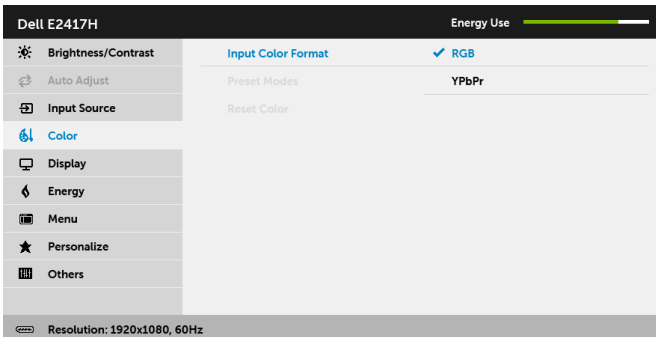 Dell E2417H Energy Use
Brightness/Contrast Input Color Format RGB
Auto Adjust Preset Modes YPbPr
Input Source Reset Color
Color
Display
Energy
Menu
Personalize
Others
Resolution: 1920x1080, 60Hz